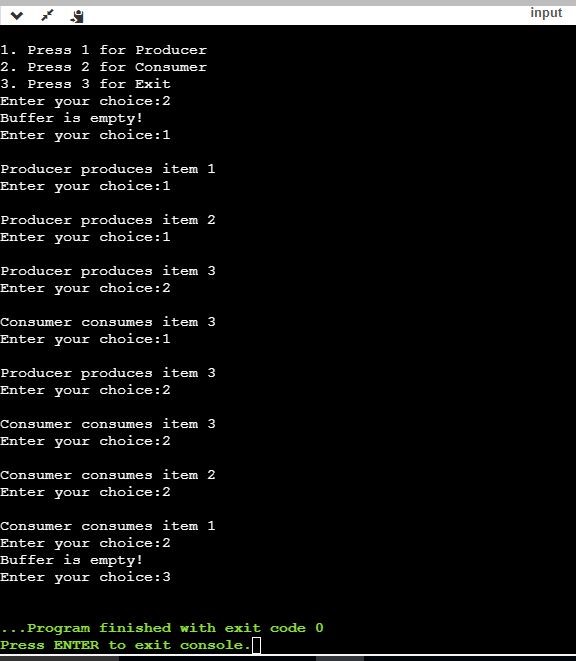 input
1. Press 1 for Producer
2. Press 2 for Consumer
3. Press 3 for Exit
Enter your choice:2
Buffer is empty!
Enter your choice:1
Producer produces item 1
Enter your choice:1
Producer produces item 2
Enter your choice:1
Producer produces item 3
Enter your choice:2
Consumer consumes item 3
Enter your choice:1
Producer produces item 3
Enter your choice:2
Consumer consumes item 3
Enter your choice:2
Consumer consumes item 2
Enter your choice:2
Consumer consumes item 1
Enter your choice:2
Buffer is empty!
Enter your choice:3
...Program finished with exit code 0
Press ENTER to exit console.